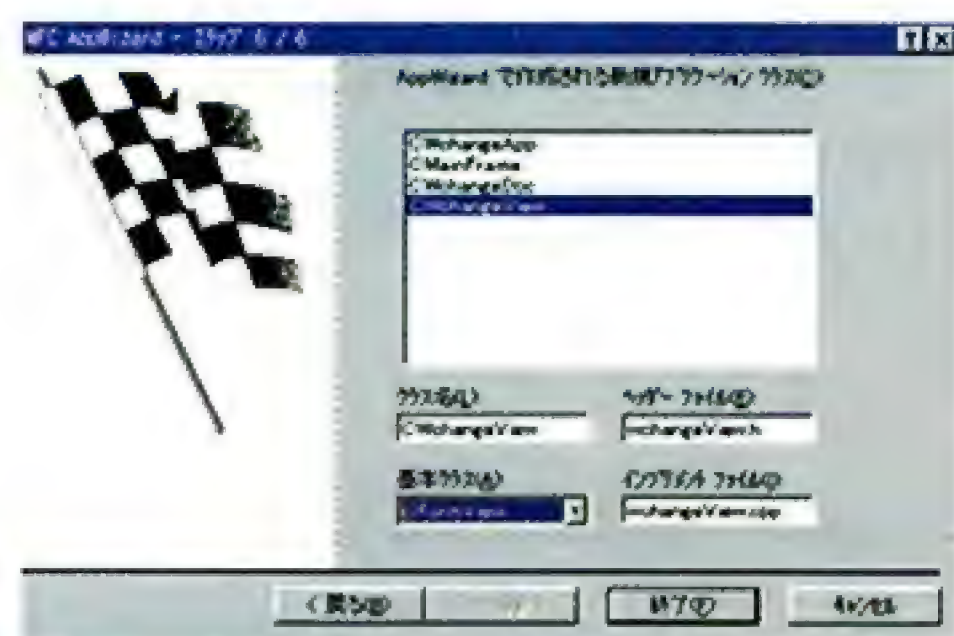 MFC AppWizard - ステップ 6 / 6
AppWizard で作成される新規アプリケーション クラス(C)
CWchangeApp
CMainFrame
CWchangeDoc
CWchangeView
クラス名(L)
ヘッダー ファイル(E)
CWchangeView
wchangeView.h
基本クラス(A)
インプリメント ファイル(I)
CFormView
wchangeView.cpp
< 戻る(B)
終了(F)
キャンセル